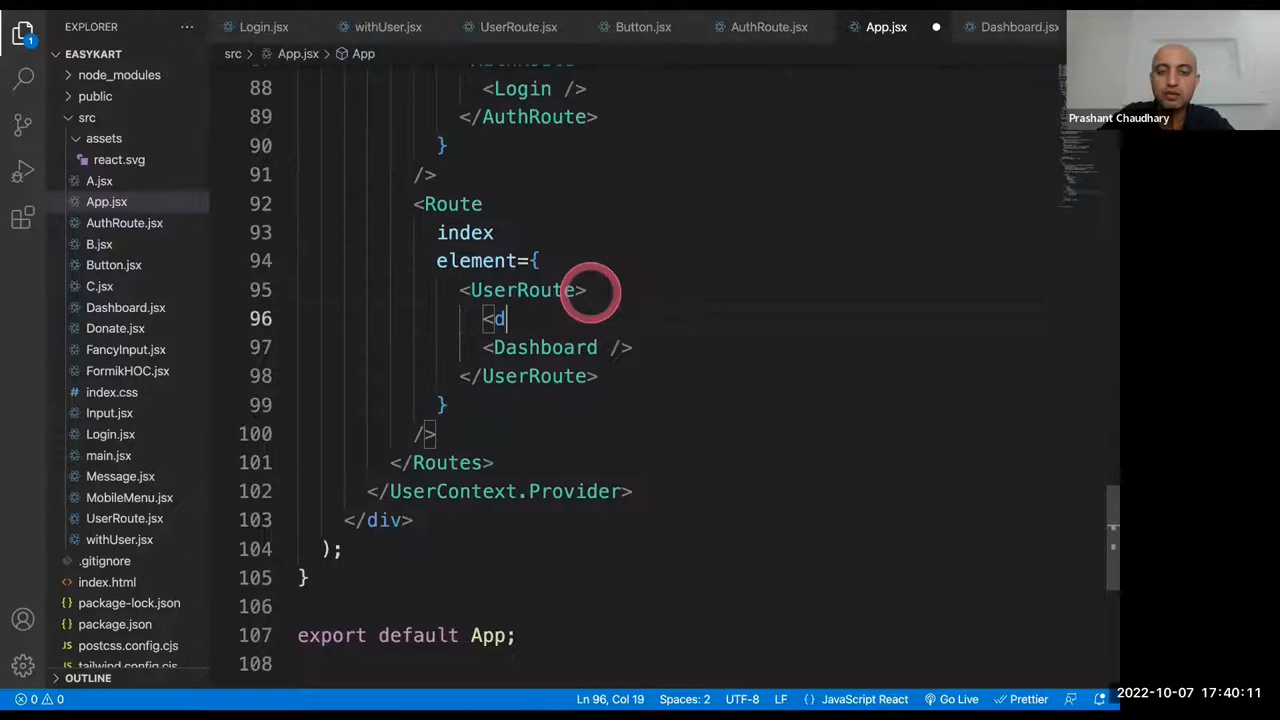 EXPLORER
Login.jsx
withUser.jsx
UserRoute.jsx
Button.jsx
AuthRoute.jsx
App.jsx
Dashboard.jsx
EASYKART
node_modules
public
src
assets
react.svg
A.jsx
App.jsx
AuthRoute.jsx
B.jsx
Button.jsx
C.jsx
Dashboard.jsx
Donate.jsx
FancyInput.jsx
FormikHOC.jsx
index.css
Input.jsx
Login.jsx
main.jsx
Message.jsx
MobileMenu.jsx
UserRoute.jsx
withUser.jsx
.gitignore
index.html
package-lock.json
package.json
JS postcss.config.cjs
JS tailwind.config.cjs
OUTLINE
1
src > App.jsx > App
88 <Login />
89 </AuthRoute>
90 }
91 />
92 <Route
93 index
94 element={
95 <UserRoute>
96 <d
97 <Dashboard />
98 </UserRoute>
99 }
100 />
101 </Routes>
102 </UserContext.Provider>
103 </div>
104 );
105 }
106
107 export default App;
108
Prashant Chaudhary
0 0
Ln 96, Col 19
Spaces: 2
UTF-8
LF
{ } JavaScript React
Go Live
Prettier
2022-10-07 17:40:11